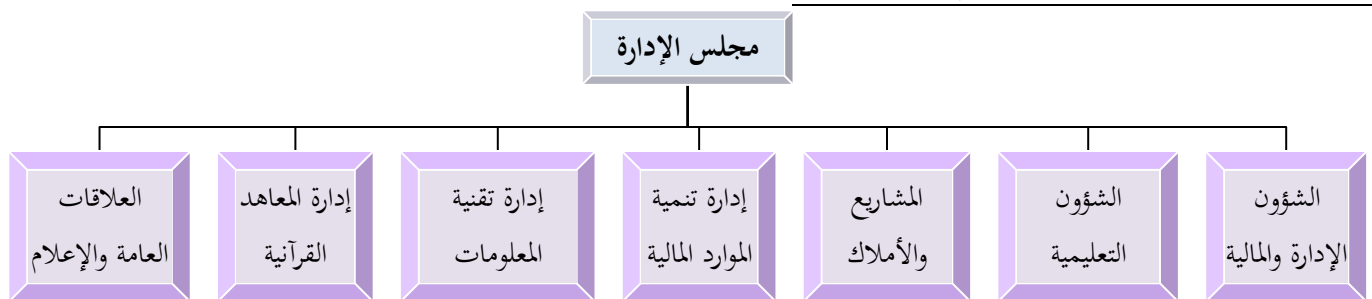 مجلس الإدارة
الشؤون
الإدارة والمالية
الشؤون
التعليمية
المشاريع
والأملاك
إدارة تنمية
الموارد المالية
إدارة تقنية
المعلومات
إدارة المعاهد
القرآنية
العلاقات
العامة والإعلام